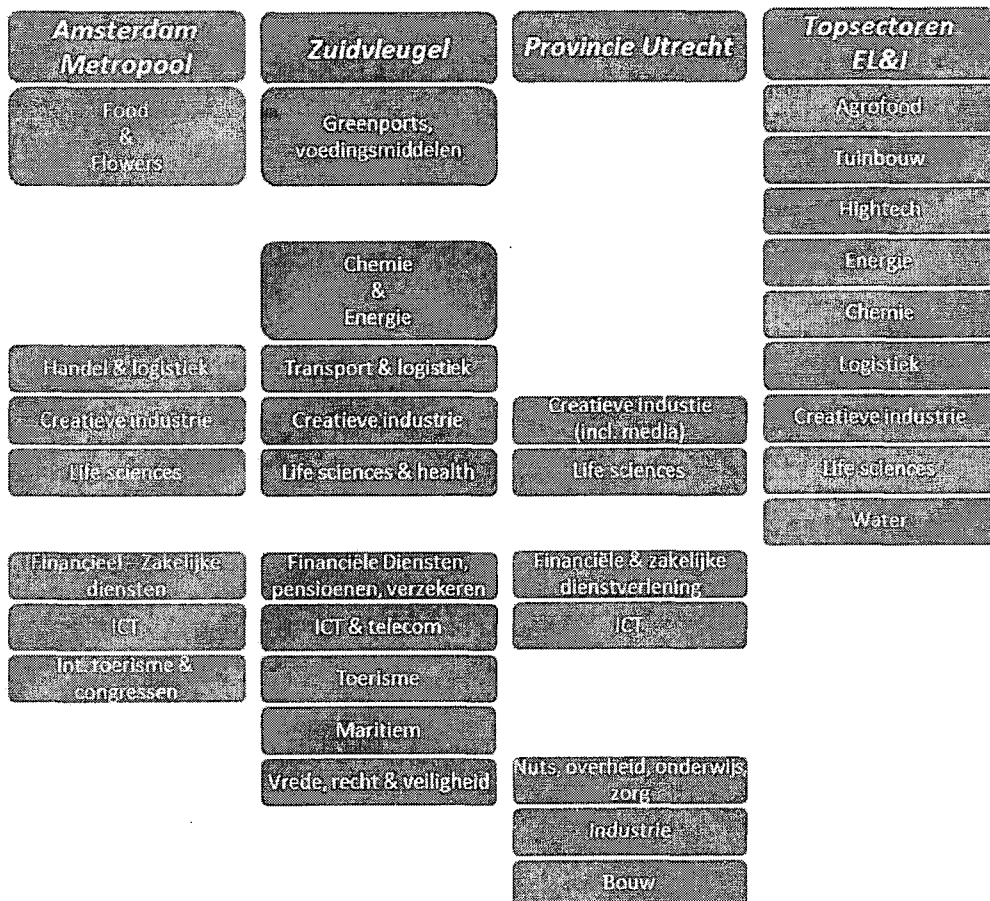 Amsterdam
Metropool
Food
&
Flowers
Handel & logistiek
Creatieve industrie
Life sciences
Financieel – Zakelijke
diensten
ICT
Int. toerisme &
congressen
Zuidvleugel
Greenports,
voedingsmiddelen
Chemie
&
Energie
Transport & logistiek
Creatieve industrie
Life sciences & health
Financiële Diensten,
pensioenen, verzekeren
ICT & telecom
Toerisme
Maritiem
Vrede, recht & veiligheid
Provincie Utrecht
Creatieve industie
(incl. media)
Life sciences
Financiële & zakelijke
dienstverlening
ICT
Nuts, overheid, onderwijs,
zorg
Industrie
Bouw
Topsectoren
EL&I
Agrofood
Tuinbouw
Hightech
Energie
Chemie
Logistiek
Creatieve industrie
Life sciences
Water